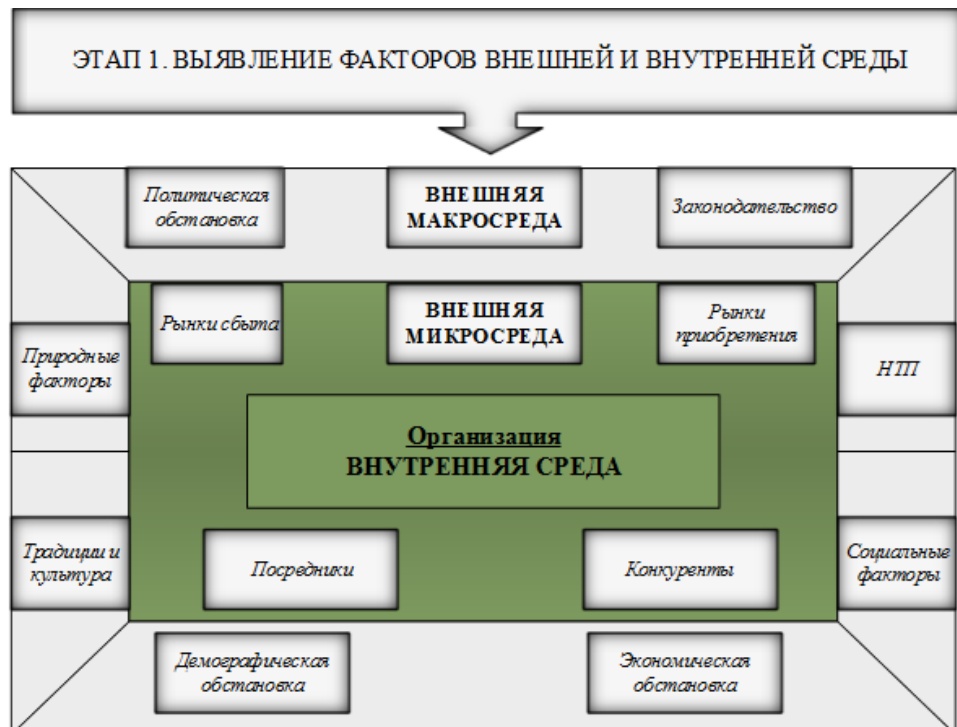 ЭТАП 1. ВЫЯВЛЕНИЕ ФАКТОРОВ ВНЕШНЕЙ И ВНУТРЕННЕЙ СРЕДЫ
Политическая
обстановка
ВНЕШНЯЯ
МАКРОСРЕДА
Законодательство
Рынки сбыта
ВНЕШНЯЯ
МИКРОСРЕДА
Рынки
приобретения
Природные
факторы
НТП
Организация
ВНУТРЕННЯЯ СРЕДА
Традиции и
культура
Посредники
Конкуренты
Социальные
факторы
Демографическая
обстановка
Экономическая
обстановка